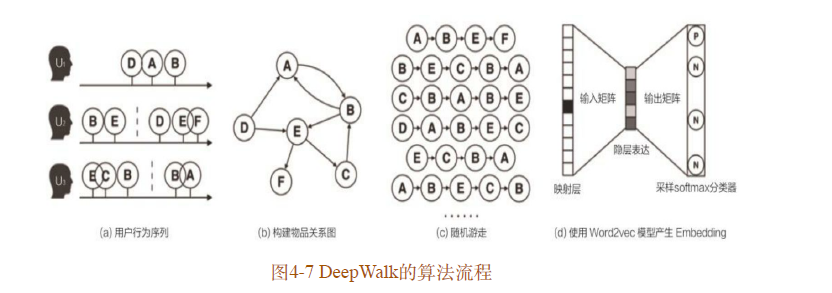 U₁ D A B
U₂ B E D E F
U₃ E C B B A
(a) 用户行为序列
A
B
D E
F C
(b) 构建物品关系图
A B E F
B E C B A
C B A B E
D A B E C
E C B A
A B E C B
······
(c) 随机游走
输入矩阵 输出矩阵
P
N
N
N
隐层表达
映射层 采样softmax分类器
(d) 使用 Word2vec 模型产生 Embedding
图4-7 DeepWalk的算法流程